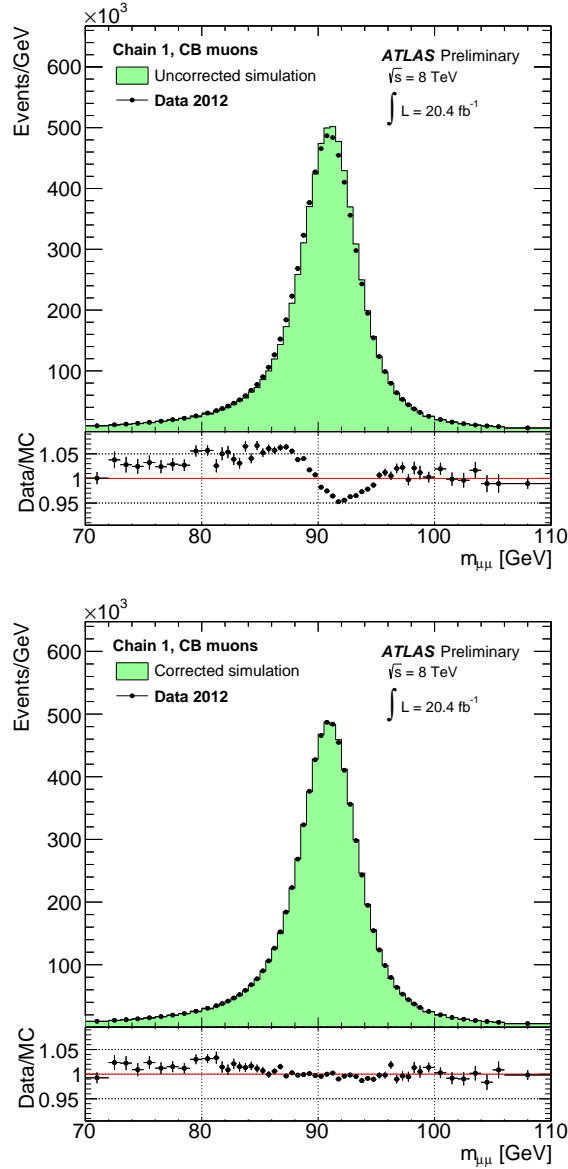 ×10³
Events/GeV
Chain 1, CB muons
Uncorrected simulation
Data 2012
ATLAS Preliminary
√s = 8 TeV
∫ L = 20.4 fb⁻¹
600
500
400
300
200
100
Data/MC
1.05
1
0.95
70 80 90 100 110
mμμ [GeV]
×10³
Events/GeV
Chain 1, CB muons
Corrected simulation
Data 2012
ATLAS Preliminary
√s = 8 TeV
∫ L = 20.4 fb⁻¹
600
500
400
300
200
100
Data/MC
1.05
1
0.95
70 80 90 100 110
mμμ [GeV]